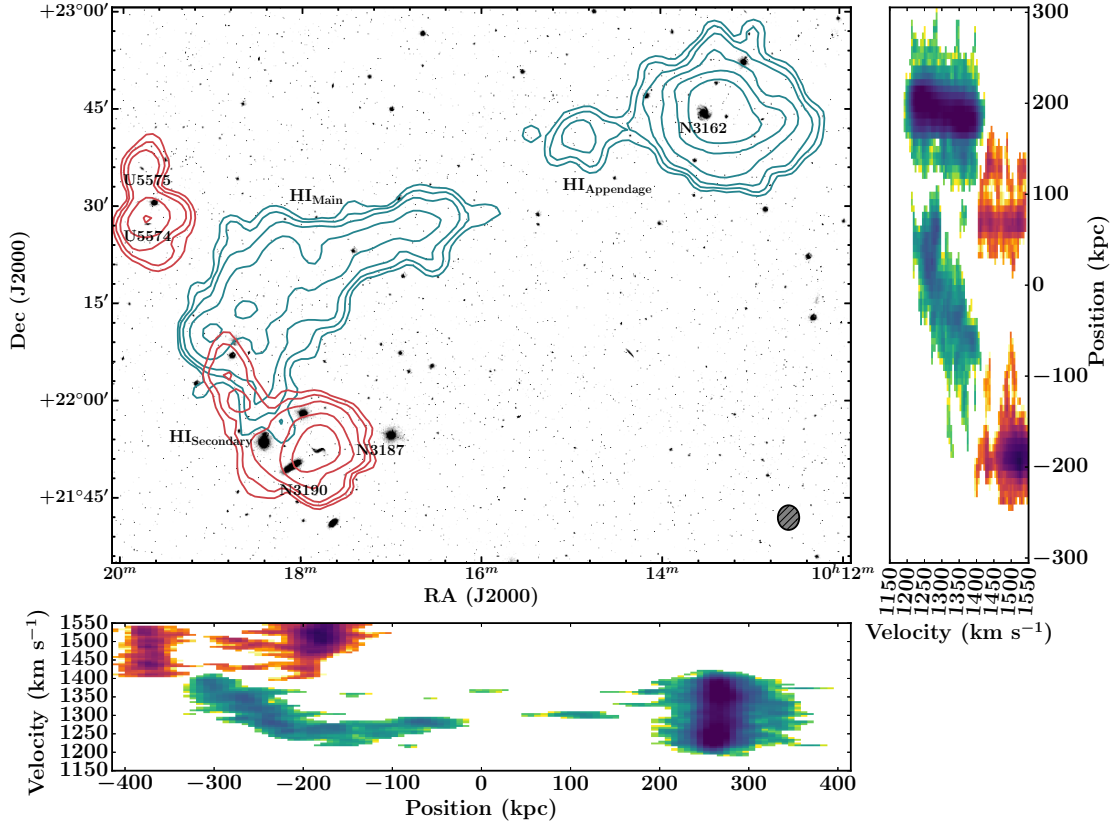 +23°00′
45′
30′
15′
+22°00′
+21°45′
Dec (J2000)
20ᵐ
18ᵐ
16ᵐ
14ᵐ
10ʰ12ᵐ
RA (J2000)
N3162
HI_Appendage
HI_Main
U5575
U5574
HI_Secondary
N3187
N3190
300
200
100
0
−100
−200
−300
Position (kpc)
1150
1200
1250
1300
1350
1400
1450
1500
1550
Velocity (km s⁻¹)
1550
1500
1450
1400
1350
1300
1250
1200
1150
Velocity (km s⁻¹)
−400
−300
−200
−100
0
100
200
300
400
Position (kpc)